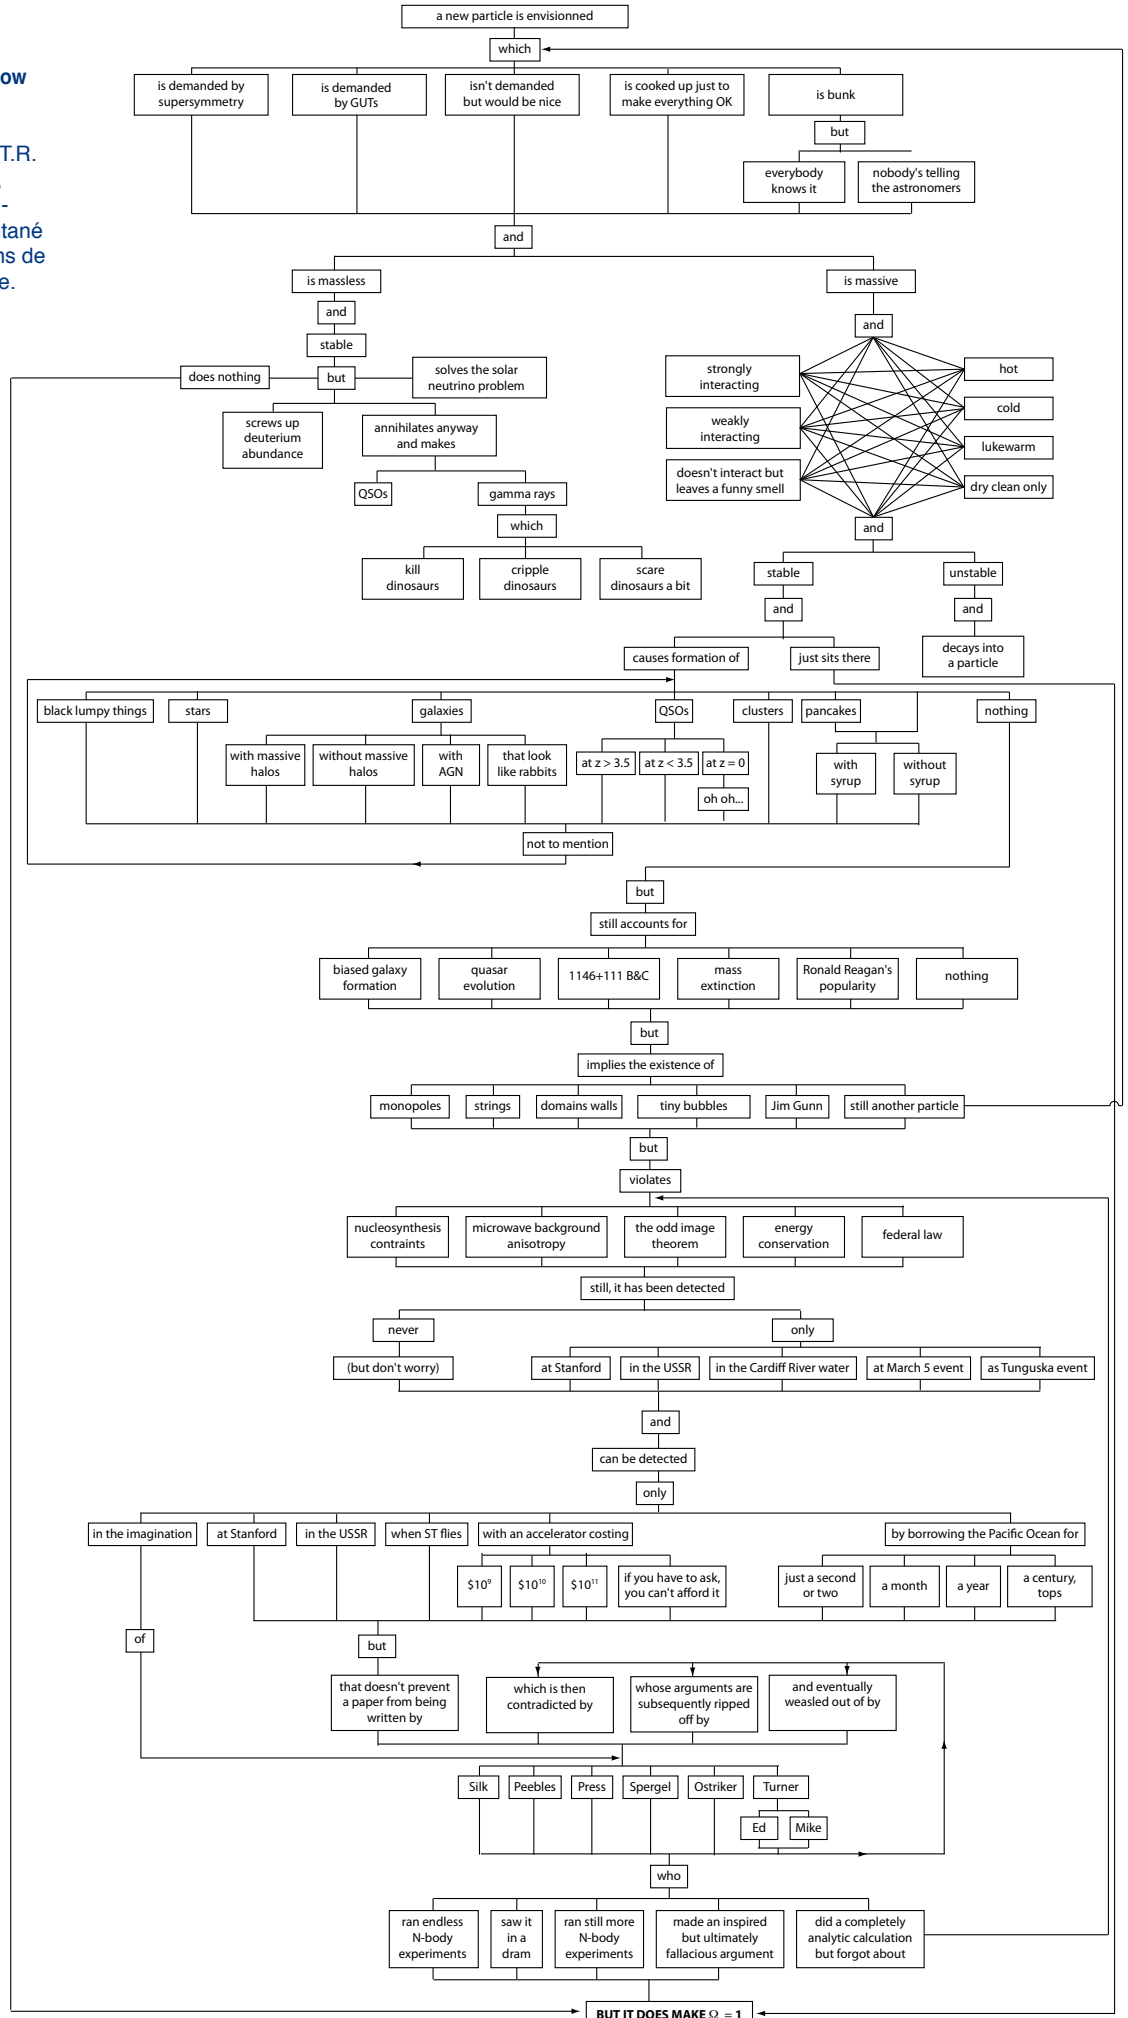 ow
T.R.
-
tané
ns de
e.
a new particle is envisionned
which
is demanded by
supersymmetry
is demanded
by GUTs
isn't demanded
but would be nice
is cooked up just to
make everything OK
is bunk
but
everybody
knows it
nobody's telling
the astronomers
and
is massless
is massive
and
and
stable
does nothing
but
solves the solar
neutrino problem
strongly
interacting
hot
cold
weakly
interacting
lukewarm
doesn't interact but
leaves a funny smell
dry clean only
screws up
deuterium
abundance
annihilates anyway
and makes
QSOs
gamma rays
which
kill
dinosaurs
cripple
dinosaurs
scare
dinosaurs a bit
and
stable
unstable
and
and
decays into
a particle
causes formation of
just sits there
black lumpy things
stars
galaxies
QSOs
clusters
pancakes
nothing
with massive
halos
without massive
halos
with
AGN
that look
like rabbits
at z > 3.5
at z < 3.5
at z = 0
oh oh...
with
syrup
without
syrup
not to mention
but
still accounts for
biased galaxy
formation
quasar
evolution
1146+111 B&C
mass
extinction
Ronald Reagan's
popularity
nothing
but
implies the existence of
monopoles
strings
domains walls
tiny bubbles
Jim Gunn
still another particle
but
violates
nucleosynthesis
contraints
microwave background
anisotropy
the odd image
theorem
energy
conservation
federal law
still, it has been detected
never
only
(but don't worry)
at Stanford
in the USSR
in the Cardiff River water
at March 5 event
as Tunguska event
and
can be detected
only
in the imagination
at Stanford
in the USSR
when ST flies
with an accelerator costing
by borrowing the Pacific Ocean for
$10⁹
$10¹⁰
$10¹¹
if you have to ask,
you can't afford it
just a second
or two
a month
a year
a century,
tops
of
but
that doesn't prevent
a paper from being
written by
which is then
contradicted by
whose arguments are
subsequently ripped
off by
and eventually
weasled out of by
Silk
Peebles
Press
Spergel
Ostriker
Turner
Ed
Mike
who
ran endless
N-body
experiments
saw it
in a
dram
ran still more
N-body
experiments
made an inspired
but ultimately
fallacious argument
did a completely
analytic calculation
but forgot about
BUT IT DOES MAKE Ω = 1